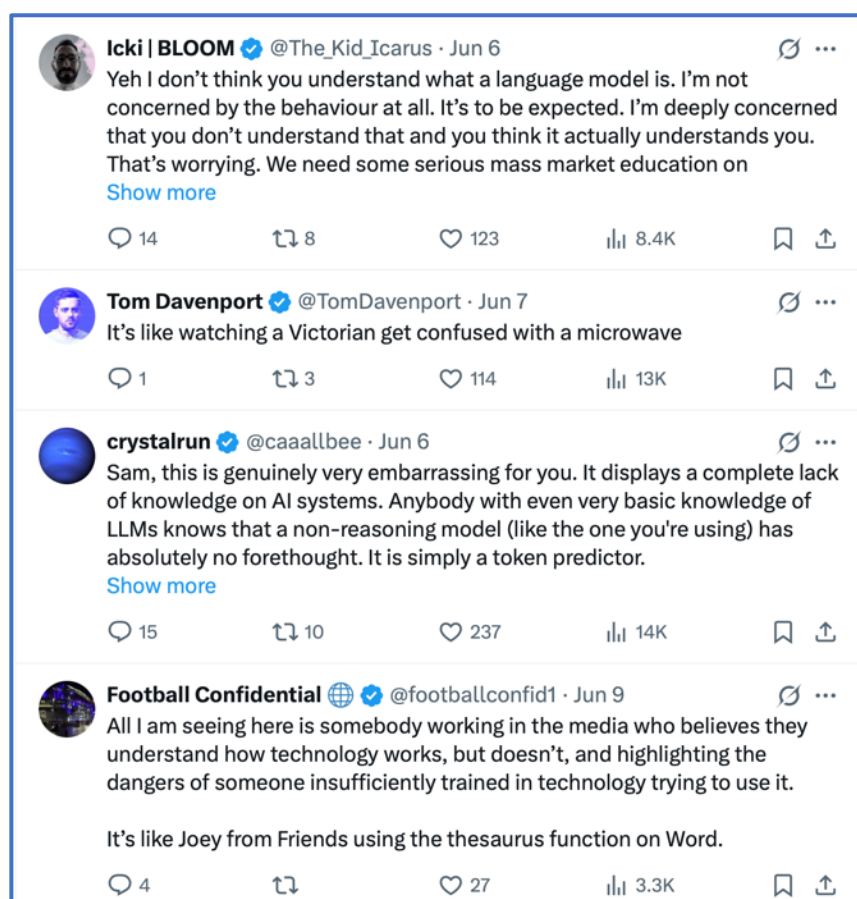 Icki | BLOOM @The_Kid_Icarus · Jun 6
Yeh I don’t think you understand what a language model is. I’m not
concerned by the behaviour at all. It’s to be expected. I’m deeply concerned
that you don’t understand that and you think it actually understands you.
That’s worrying. We need some serious mass market education on
Show more
14 8 123 8.4K
Tom Davenport @TomDavenport · Jun 7
It’s like watching a Victorian get confused with a microwave
1 3 114 13K
crystalrun @caaallbee · Jun 6
Sam, this is genuinely very embarrassing for you. It displays a complete lack
of knowledge on AI systems. Anybody with even very basic knowledge of
LLMs knows that a non-reasoning model (like the one you're using) has
absolutely no forethought. It is simply a token predictor.
Show more
15 10 237 14K
Football Confidential @footballconfid1 · Jun 9
All I am seeing here is somebody working in the media who believes they
understand how technology works, but doesn’t, and highlighting the
dangers of someone insufficiently trained in technology trying to use it.
It’s like Joey from Friends using the thesaurus function on Word.
4 27 3.3K